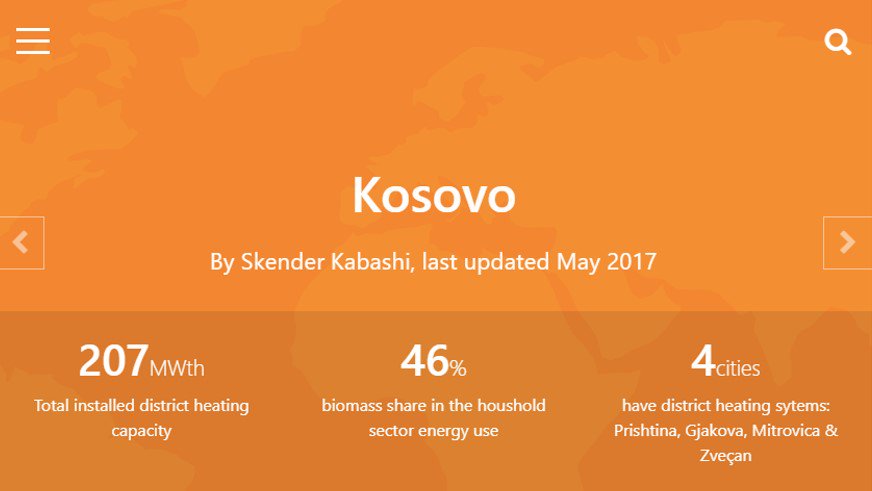 Kosovo
By Skender Kabashi, last updated May 2017
207MWth
Total installed district heating
capacity
46%
biomass share in the houshold
sector energy use
4cities
have district heating sytems:
Prishtina, Gjakova, Mitrovica &
Zveçan